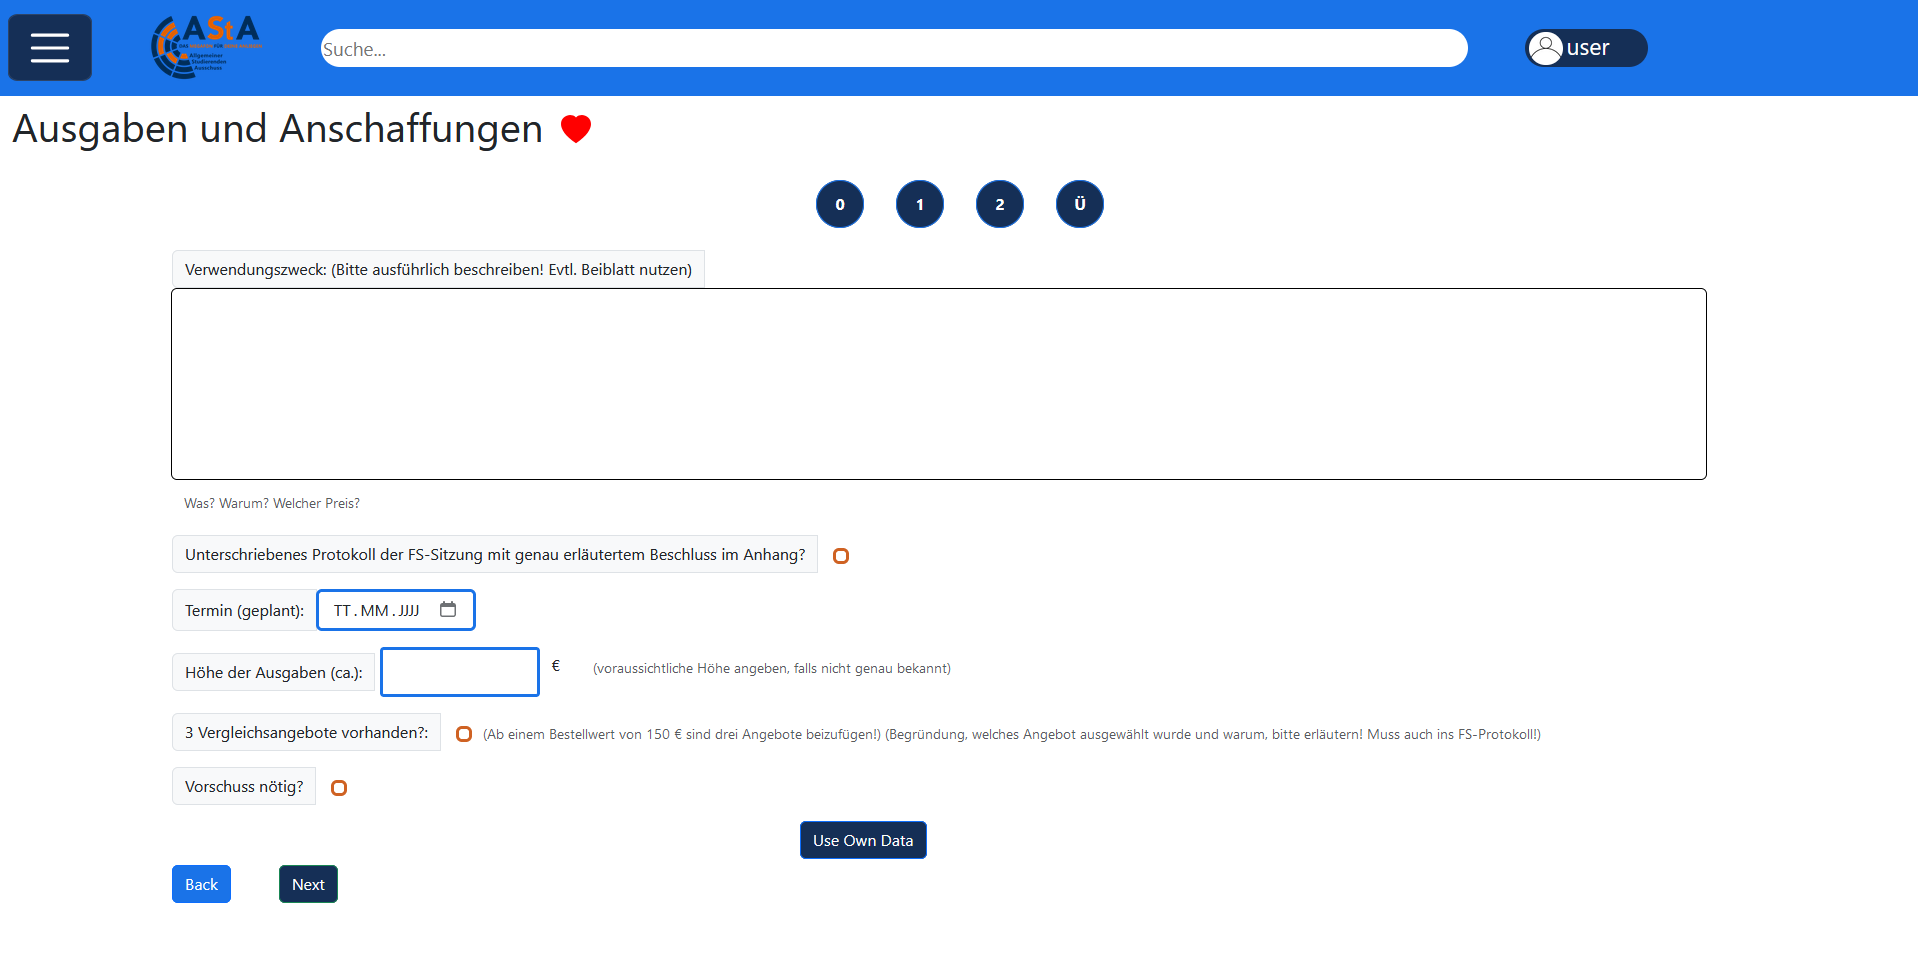 AStA
Allgemeiner
Studierenden
Ausschuss
Suche...
user
Ausgaben und Anschaffungen
0 1 2 Ü
Verwendungszweck: (Bitte ausführlich beschreiben! Evtl. Beiblatt nutzen)
Was? Warum? Welcher Preis?
Unterschriebenes Protokoll der FS-Sitzung mit genau erläutertem Beschluss im Anhang?
Termin (geplant): TT.MM.JJJJ
Höhe der Ausgaben (ca.): € (voraussichtliche Höhe angeben, falls nicht genau bekannt)
3 Vergleichsangebote vorhanden?: (Ab einem Bestellwert von 150 € sind drei Angebote beizufügen!) (Begründung, welches Angebot ausgewählt wurde und warum, bitte erläutern! Muss auch ins FS-Protokoll!)
Vorschuss nötig?
Use Own Data
Back Next